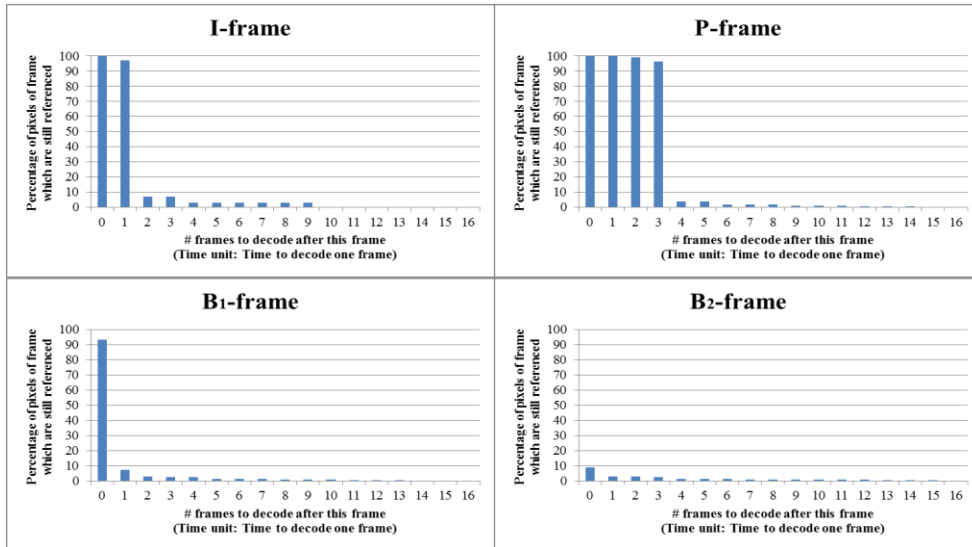 I-frame
Percentage of pixels of frame
which are still referenced
100
90
80
70
60
50
40
30
20
10
0
0 1 2 3 4 5 6 7 8 9 10 11 12 13 14 15 16
# frames to decode after this frame
(Time unit: Time to decode one frame)
P-frame
Percentage of pixels of frame
which are still referenced
100
90
80
70
60
50
40
30
20
10
0
0 1 2 3 4 5 6 7 8 9 10 11 12 13 14 15 16
# frames to decode after this frame
(Time unit: Time to decode one frame)
B1-frame
Percentage of pixels of frame
which are still referenced
100
90
80
70
60
50
40
30
20
10
0
0 1 2 3 4 5 6 7 8 9 10 11 12 13 14 15 16
# frames to decode after this frame
(Time unit: Time to decode one frame)
B2-frame
Percentage of pixels of frame
which are still referenced
100
90
80
70
60
50
40
30
20
10
0
0 1 2 3 4 5 6 7 8 9 10 11 12 13 14 15 16
# frames to decode after this frame
(Time unit: Time to decode one frame)